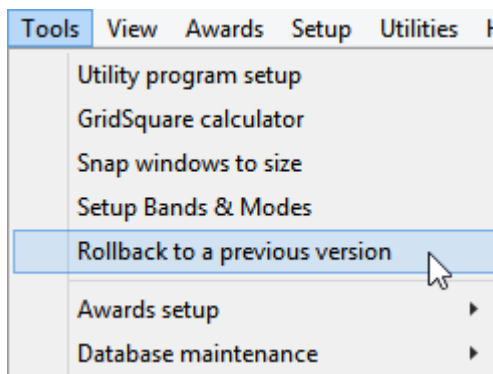 Tools View Awards Setup Utilities
Utility program setup
GridSquare calculator
Snap windows to size
Setup Bands & Modes
Rollback to a previous version
Awards setup
Database maintenance